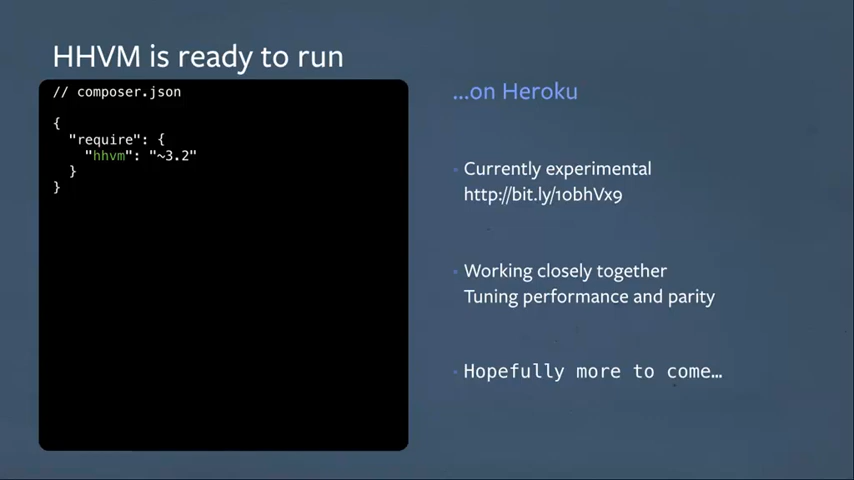 HHVM is ready to run
// composer.json
{
"require": {
"hhvm": "~3.2"
}
}
...on Heroku
Currently experimental
http://bit.ly/1obhVx9
Working closely together
Tuning performance and parity
Hopefully more to come…